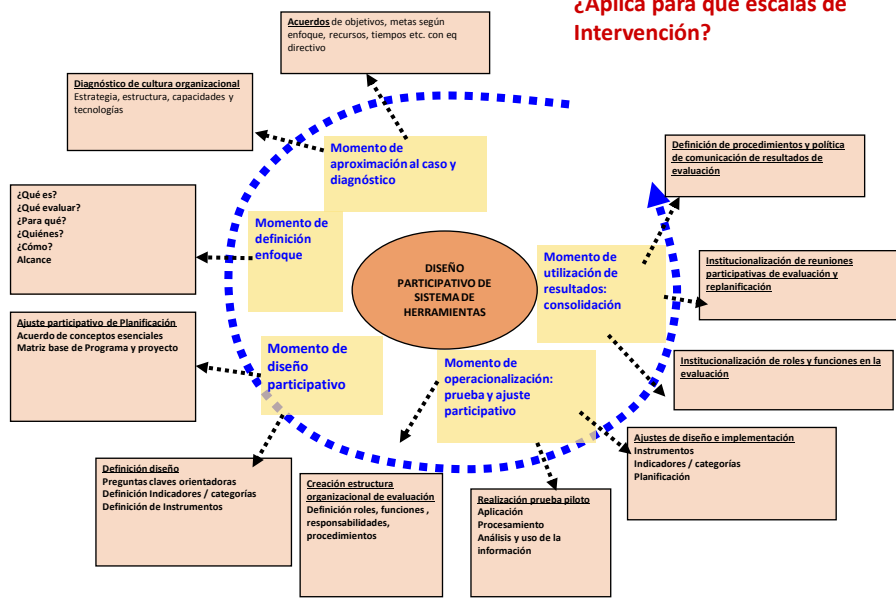 ¿Aplica para qué escalas de
Intervención?
Acuerdos de objetivos, metas según
enfoque, recursos, tiempos etc. con eq
directivo
Diagnóstico de cultura organizacional
Estrategia, estructura, capacidades y
tecnologías
Momento de
aproximación al caso y
diagnóstico
Definición de procedimientos y política
de comunicación de resultados de
evaluación
¿Qué es?
¿Qué evaluar?
¿Para qué?
¿Quiénes?
¿Cómo?
Alcance
Momento de
definición
enfoque
DISEÑO
PARTICIPATIVO DE
SISTEMA DE
HERRAMIENTAS
Momento de
utilización de
resultados:
consolidación
Institucionalización de reuniones
participativas de evaluación y
replanificación
Ajuste participativo de Planificación
Acuerdo de conceptos esenciales
Matriz base de Programa y proyecto
Momento de
diseño
participativo
Momento de
operacionalización:
prueba y ajuste
participativo
Institucionalización de roles y funciones en la
evaluación
Ajustes de diseño e implementación
Instrumentos
Indicadores / categorías
Planificación
Definición diseño
Preguntas claves orientadoras
Definición Indicadores / categorías
Definición de Instrumentos
Creación estructura
organizacional de evaluación
Definición roles, funciones ,
responsabilidades,
procedimientos
Realización prueba piloto
Aplicación
Procesamiento
Análisis y uso de la
información